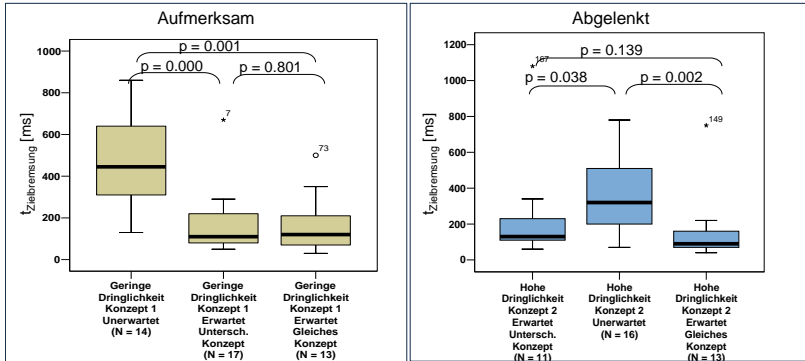 Aufmerksam
p = 0.001
p = 0.000
p = 0.801
t_Zielbremsung [ms]
1000
800
600
400
200
0
7
73
Geringe
Dringlichkeit
Konzept 1
Unerwartet
(N = 14)
Geringe
Dringlichkeit
Konzept 1
Erwartet
Untersch.
Konzept
(N = 17)
Geringe
Dringlichkeit
Konzept 1
Erwartet
Gleiches
Konzept
(N = 13)
Abgelenkt
p = 0.139
p = 0.038
p = 0.002
t_Zielbremsung [ms]
1200
1000
800
600
400
200
0
167
149
Hohe
Dringlichkeit
Konzept 2
Erwartet
Untersch.
Konzept
(N = 11)
Hohe
Dringlichkeit
Konzept 2
Unerwartet
(N = 16)
Hohe
Dringlichkeit
Konzept 2
Erwartet
Gleiches
Konzept
(N = 13)